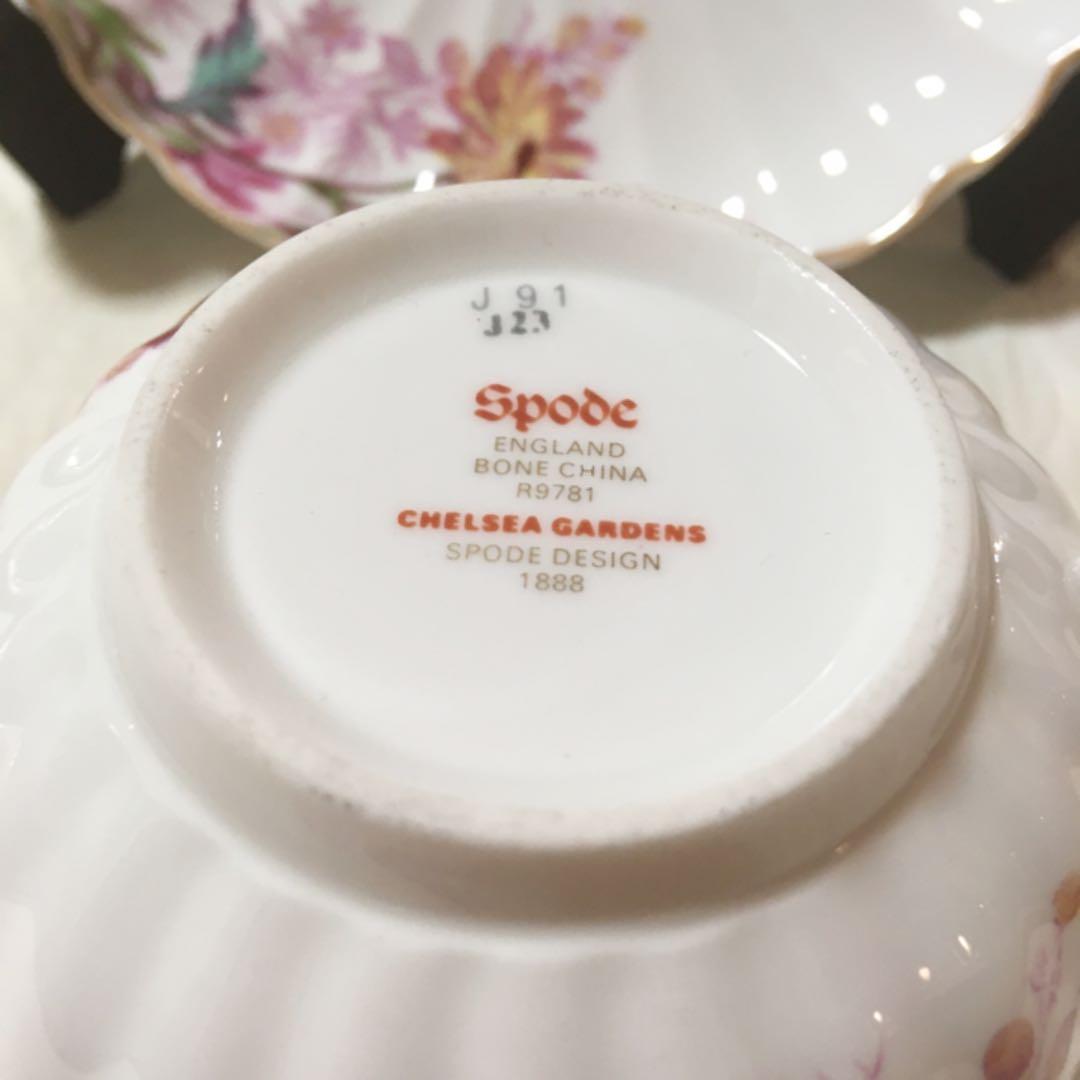 J 91
J23
Spode
ENGLAND
BONE CHINA
R9781
CHELSEA GARDENS
SPODE DESIGN
1888